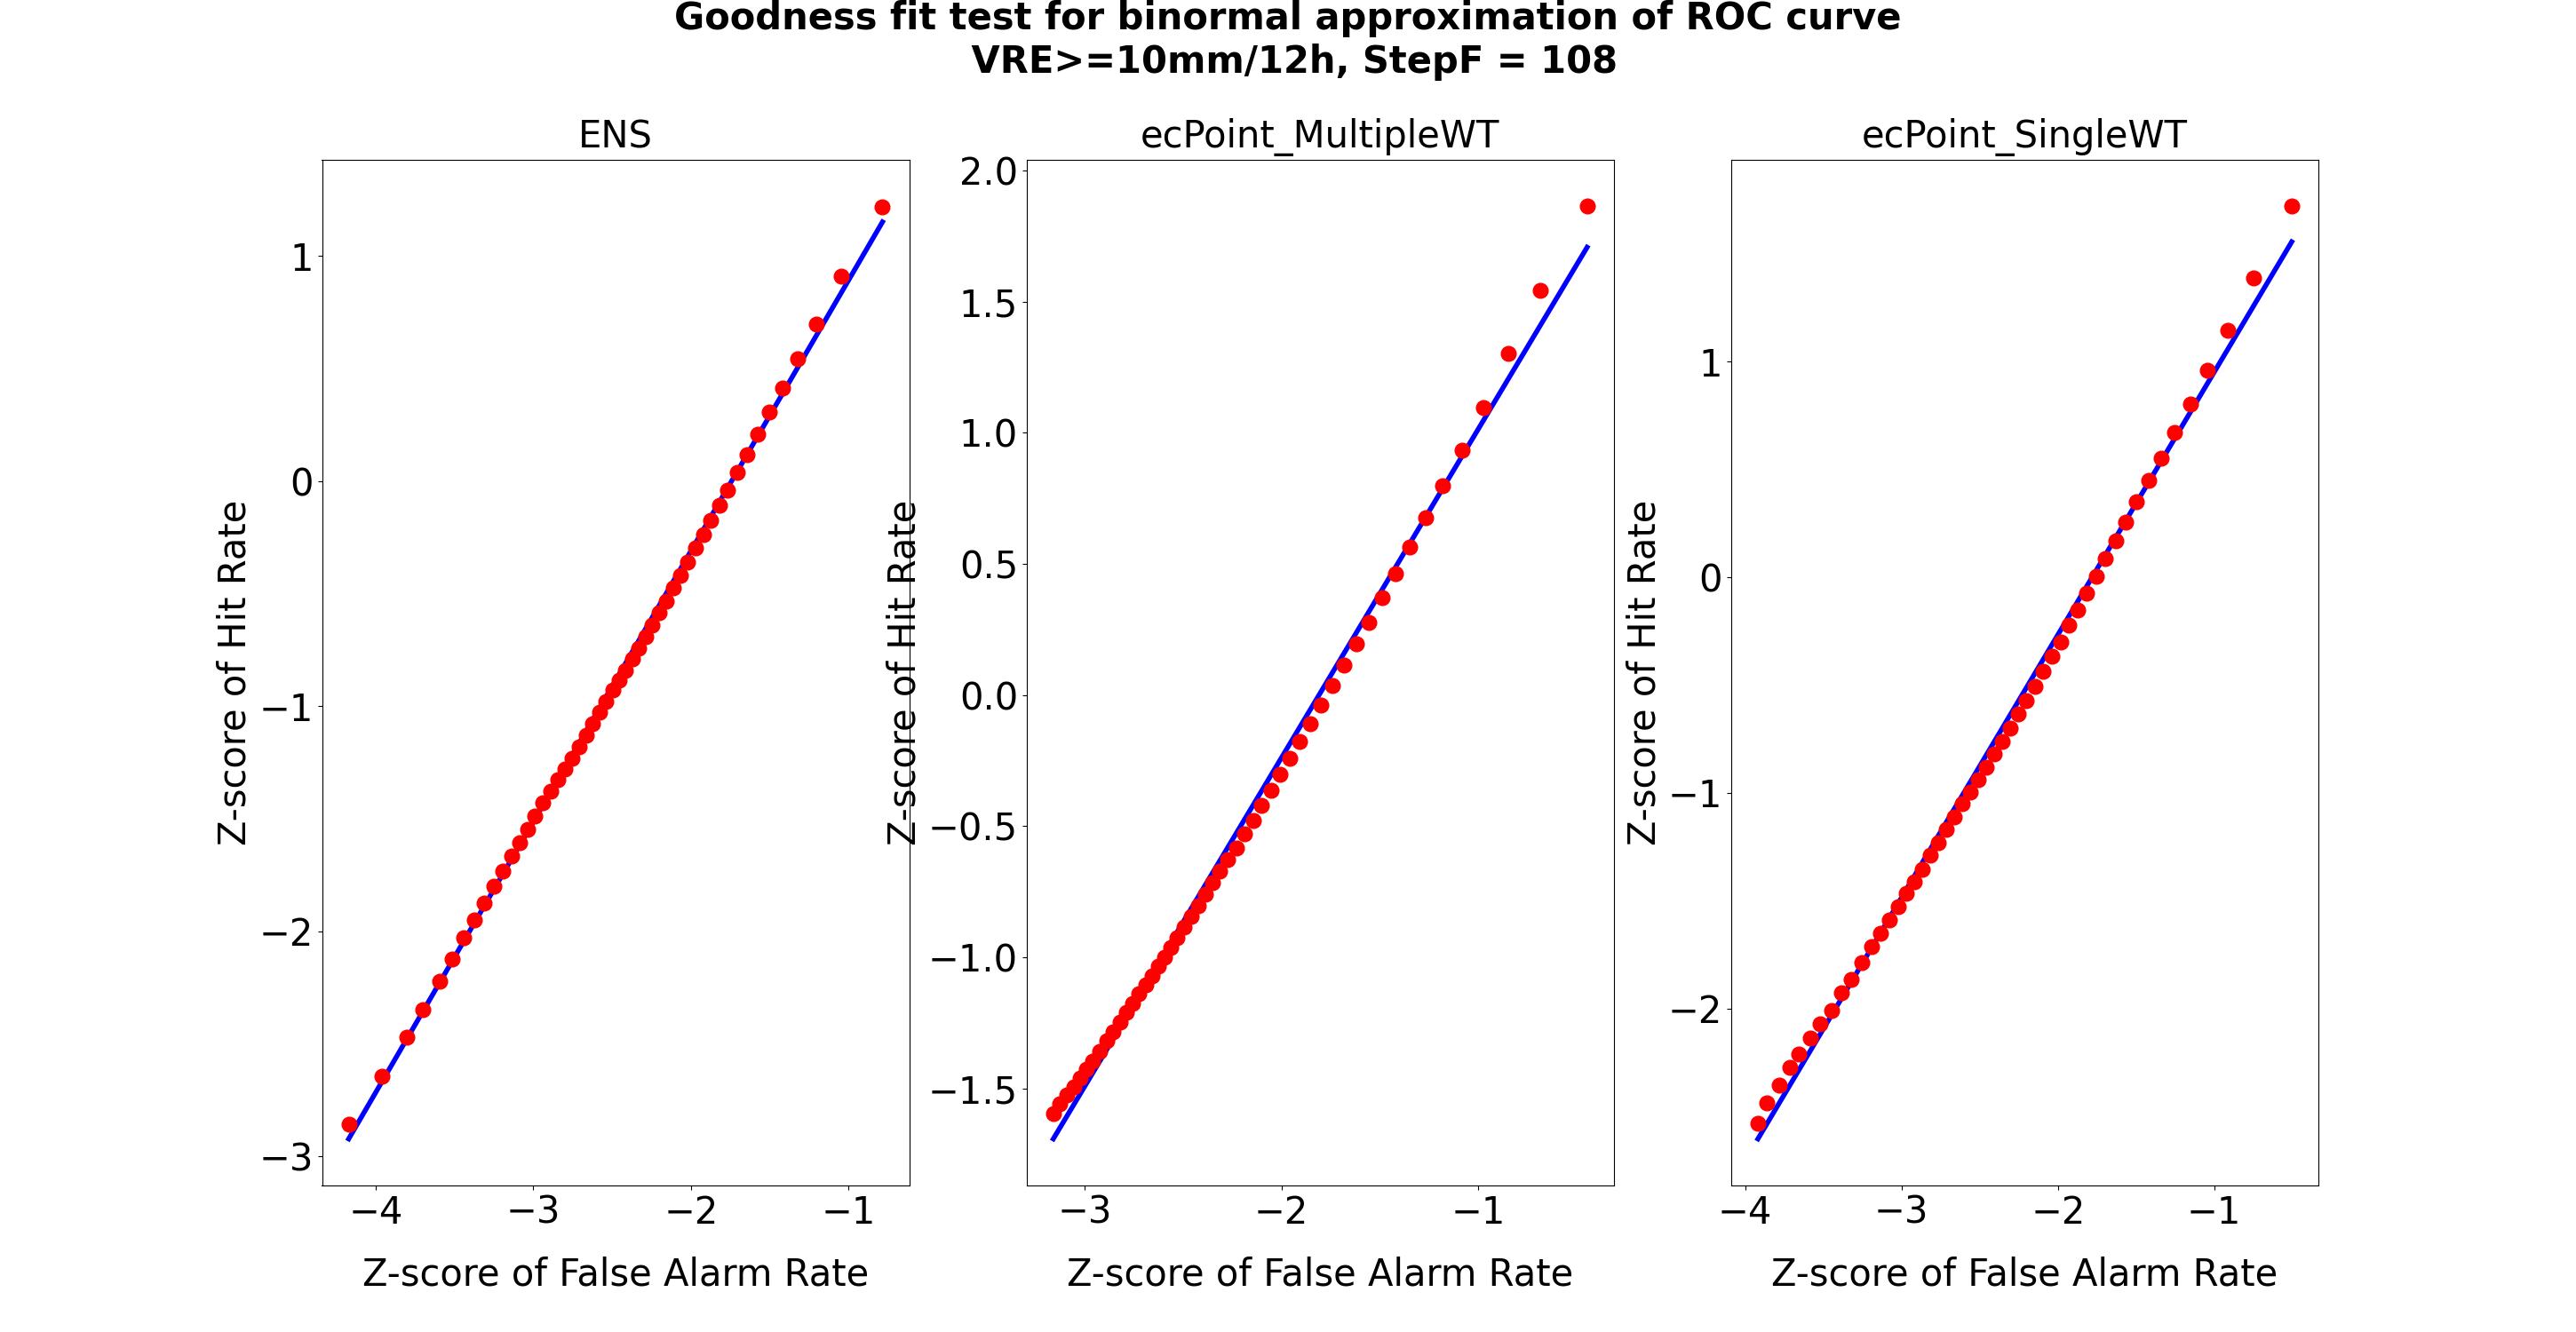 Goodness fit test for binormal approximation of ROC curve
VRE>=10mm/12h, StepF = 108
ENS
1
0
−1
−2
−3
Z-score of Hit Rate
−4 −3 −2 −1
Z-score of False Alarm Rate
ecPoint_MultipleWT
2.0
1.5
1.0
0.5
0.0
−0.5
−1.0
−1.5
Z-score of Hit Rate
−3 −2 −1
Z-score of False Alarm Rate
ecPoint_SingleWT
1
0
−1
−2
Z-score of Hit Rate
−4 −3 −2 −1
Z-score of False Alarm Rate